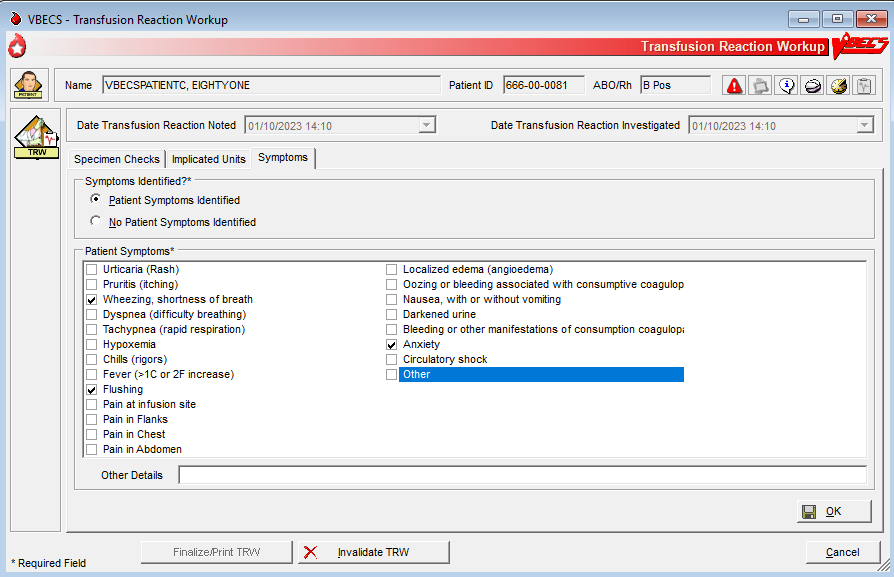 VBECS - Transfusion Reaction Workup
Transfusion Reaction Workup VBECS
PATIENT
Name VBECSPATIENTC, EIGHTYONE Patient ID 666-00-0081 ABO/Rh B Pos
TRW
Date Transfusion Reaction Noted 01/10/2023 14:10 Date Transfusion Reaction Investigated 01/10/2023 14:10
Specimen Checks Implicated Units Symptoms
Symptoms Identified?*
Patient Symptoms Identified
No Patient Symptoms Identified
Patient Symptoms*
Urticaria (Rash)
Pruritis (itching)
Wheezing, shortness of breath
Dyspnea (difficulty breathing)
Tachypnea (rapid respiration)
Hypoxemia
Chills (rigors)
Fever (>1C or 2F increase)
Flushing
Pain at infusion site
Pain in Flanks
Pain in Chest
Pain in Abdomen
Localized edema (angioedema)
Oozing or bleeding associated with consumptive coagulop
Nausea, with or without vomiting
Darkened urine
Bleeding or other manifestations of consumption coagulopa
Anxiety
Circulatory shock
Other
Other Details
OK
* Required Field
Finalize/Print TRW Invalidate TRW Cancel